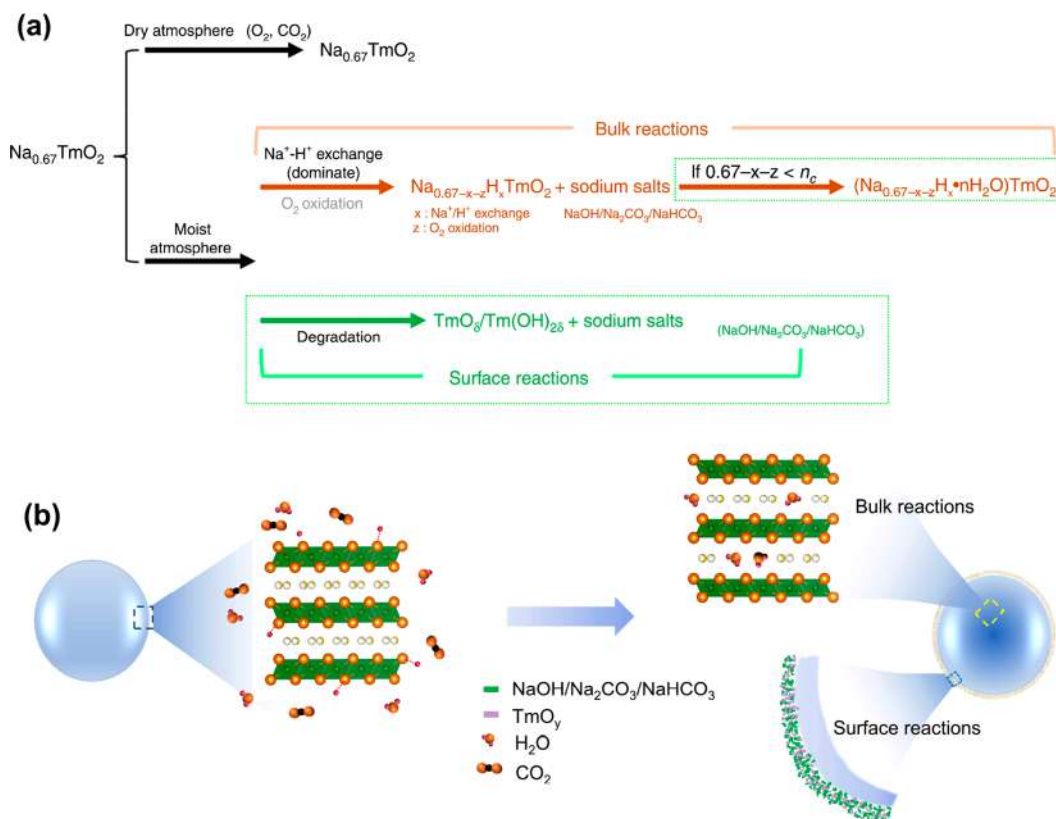 (a)
Dry atmosphere (O₂, CO₂)
Na₀.₆₇TmO₂
Na₀.₆₇TmO₂
Bulk reactions
Na⁺-H⁺ exchange
(dominate)
O₂ oxidation
Na₀.₆₇₋ₓ₋zHₓTmO₂ + sodium salts
x : Na⁺/H⁺ exchange NaOH/Na₂CO₃/NaHCO₃
z : O₂ oxidation
If 0.67–x–z < n_c
(Na₀.₆₇₋ₓ₋zHₓ•nH₂O)TmO₂
Moist
atmosphere
TmO_δ/Tm(OH)₂δ + sodium salts (NaOH/Na₂CO₃/NaHCO₃)
Degradation
Surface reactions
(b)
Bulk reactions
NaOH/Na₂CO₃/NaHCO₃
TmO_y
H₂O
CO₂
Surface reactions